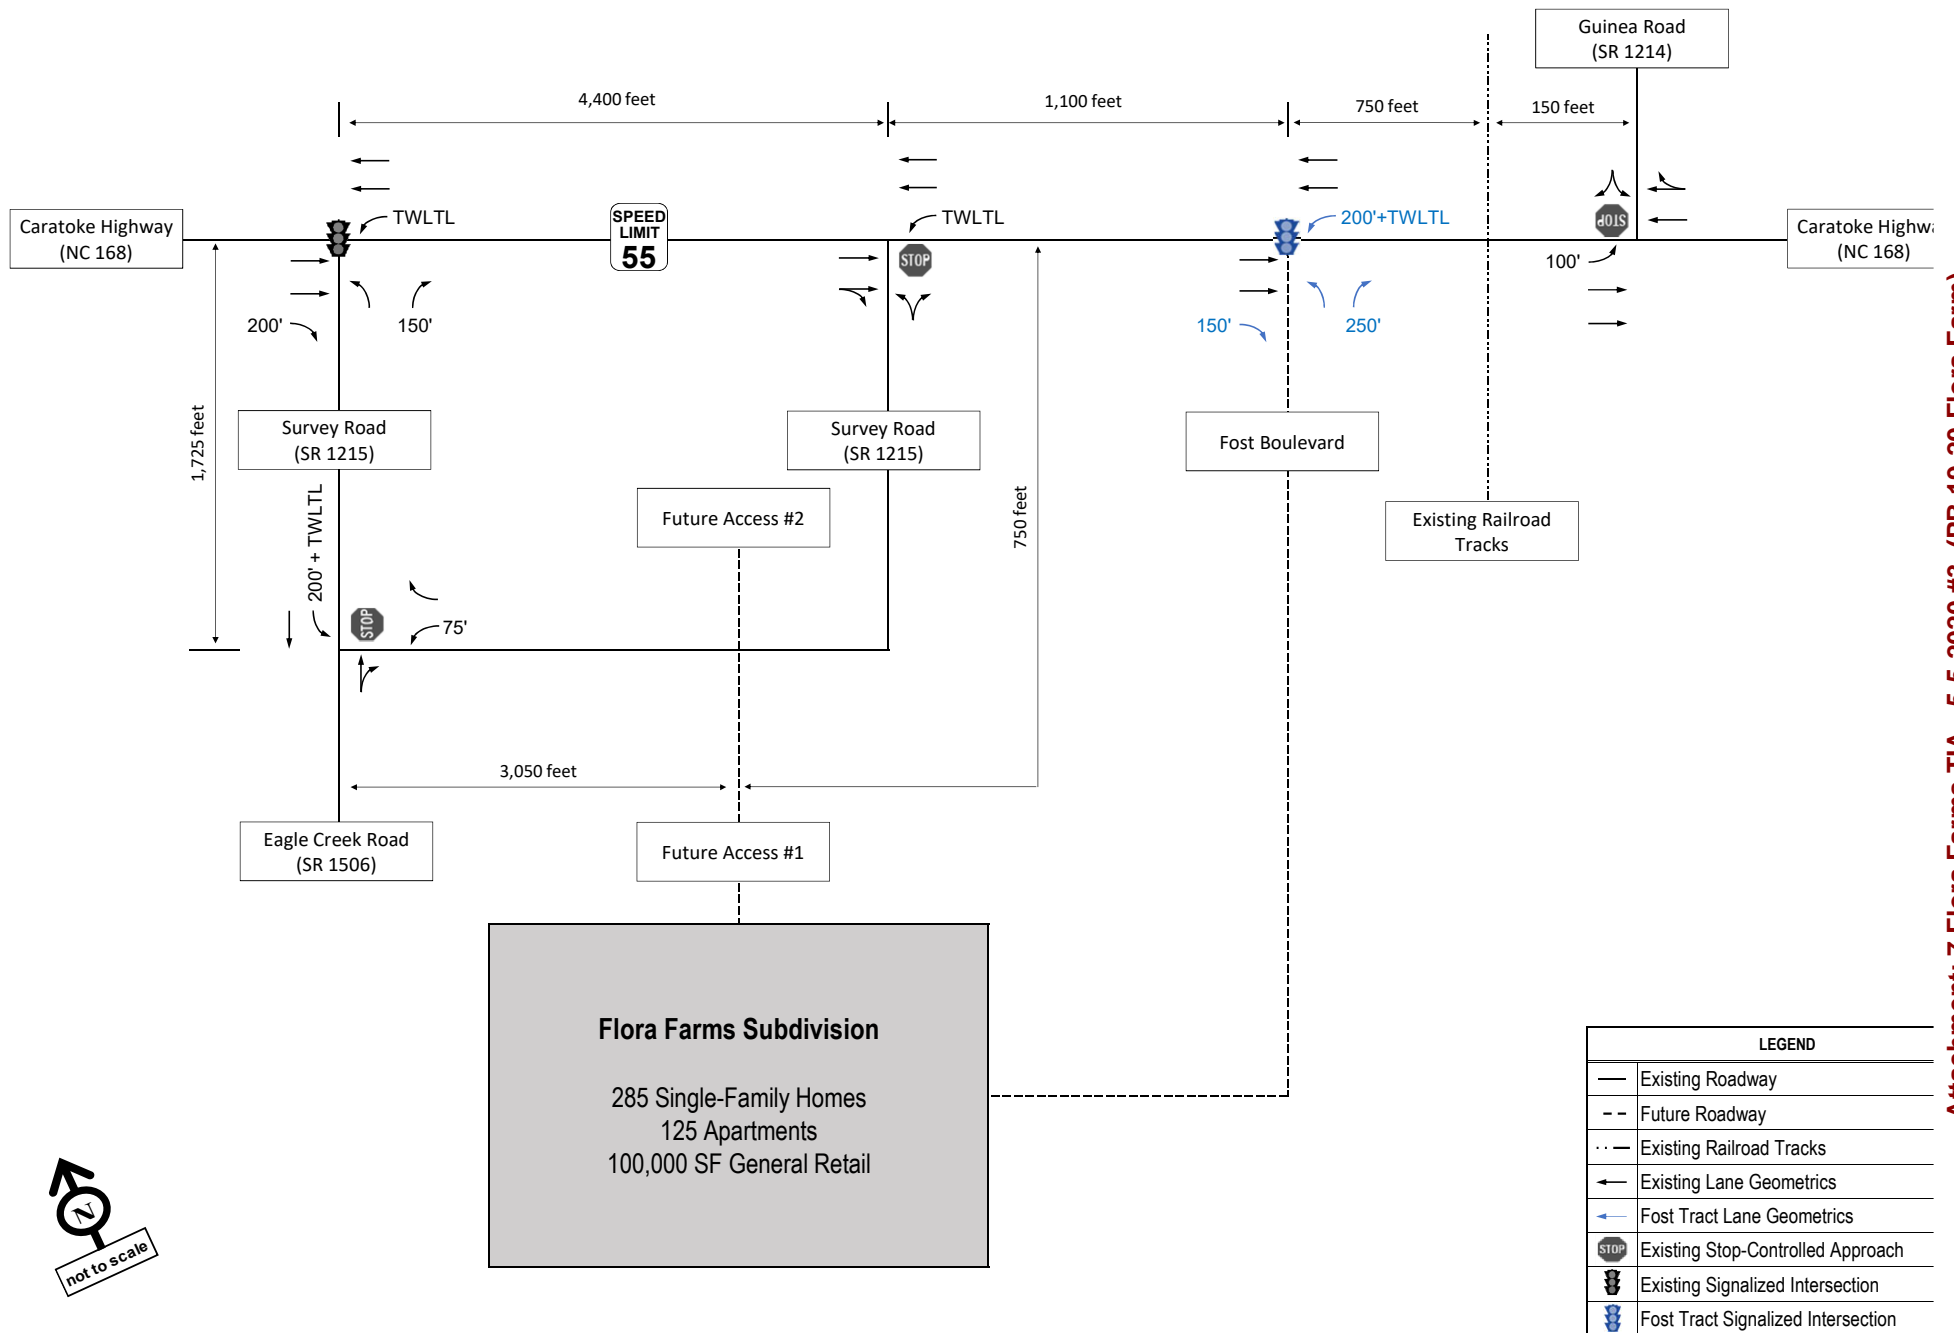 Guinea Road
(SR 1214)
4,400 feet
1,100 feet
750 feet
150 feet
Caratoke Highway
(NC 168)
TWLTL
SPEED
LIMIT
55
TWLTL
STOP
200'+TWLTL
STOP
100'
Caratoke Highwa
(NC 168)
200'
150'
150'
250'
1,725 feet
Survey Road
(SR 1215)
Survey Road
(SR 1215)
Fost Boulevard
200' + TWLTL
Future Access #2
750 feet
Existing Railroad
Tracks
STOP
75'
3,050 feet
Eagle Creek Road
(SR 1506)
Future Access #1
Flora Farms Subdivision
285 Single-Family Homes
125 Apartments
100,000 SF General Retail
N
not to scale
LEGEND
Existing Roadway
Future Roadway
Existing Railroad Tracks
Existing Lane Geometrics
Fost Tract Lane Geometrics
STOP Existing Stop-Controlled Approach
Existing Signalized Intersection
Fost Tract Signalized Intersection